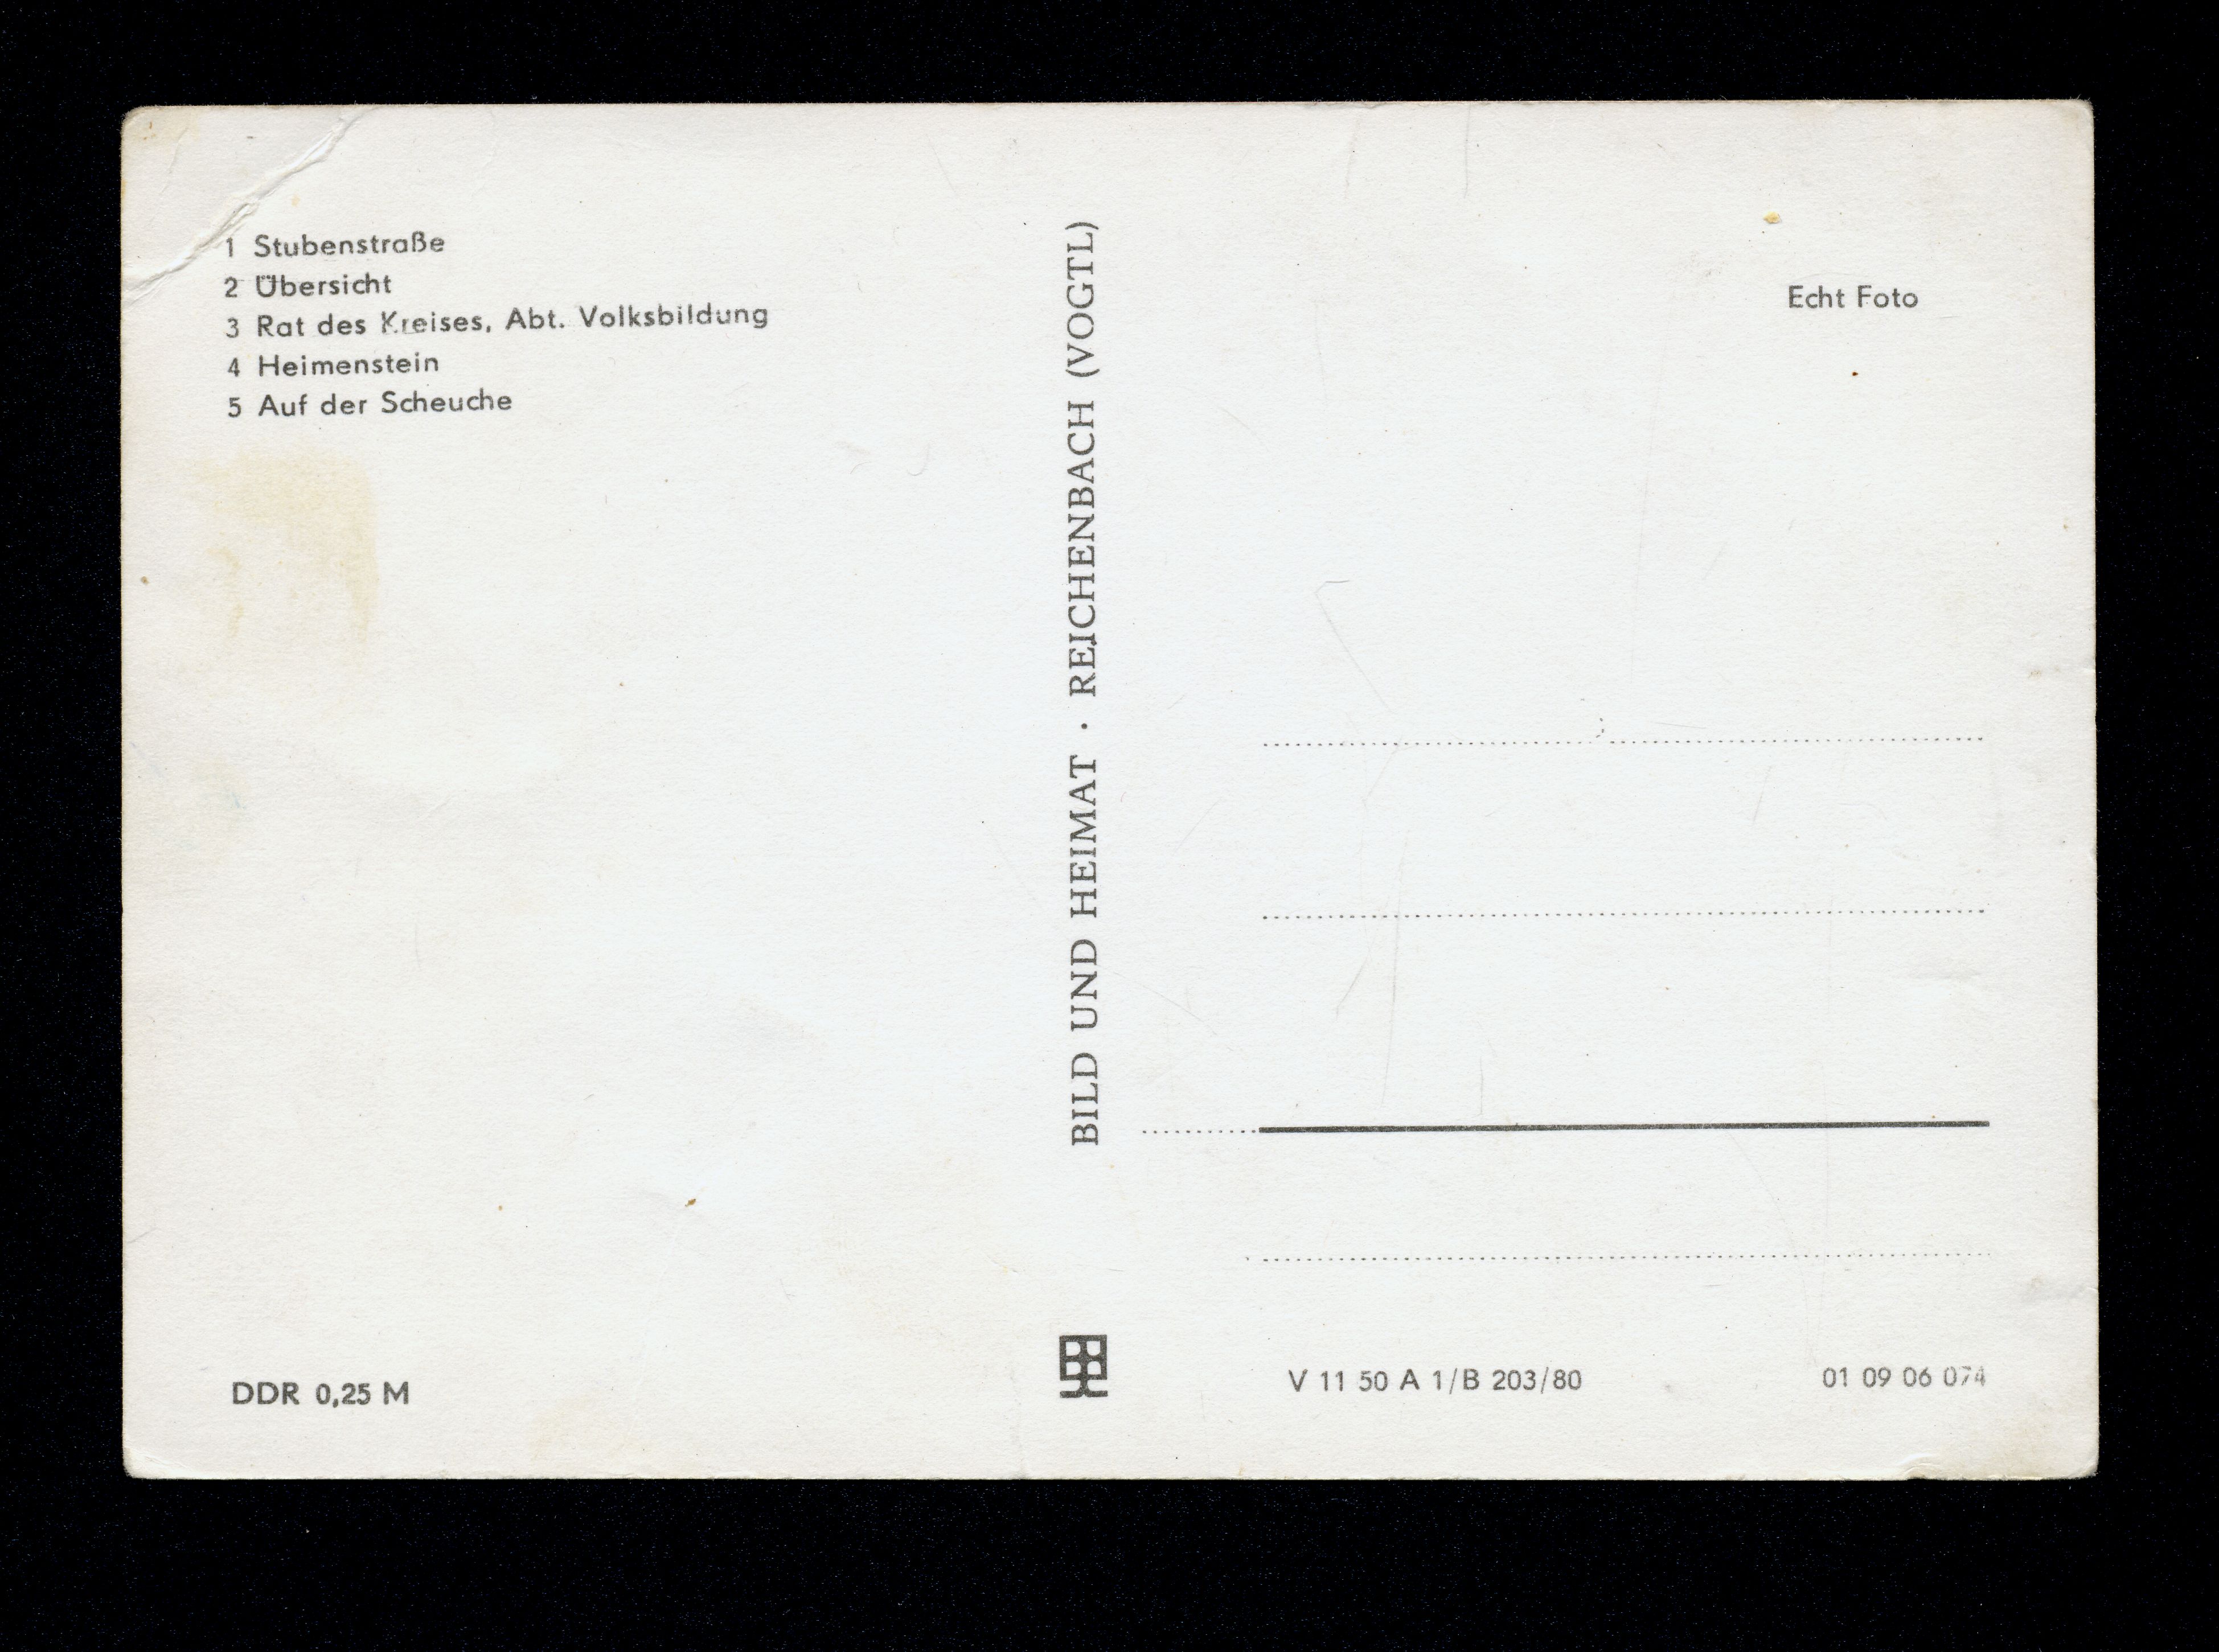 1 Stubenstraße
2 Übersicht
3 Rat des Kreises, Abt. Volksbildung
4 Heimenstein
5 Auf der Scheuche
DDR 0,25 M
BILD UND HEIMAT · REICHENBACH (VOGTL)
Echt Foto
V 11 50 A 1/B 203/80
01 09 06 074